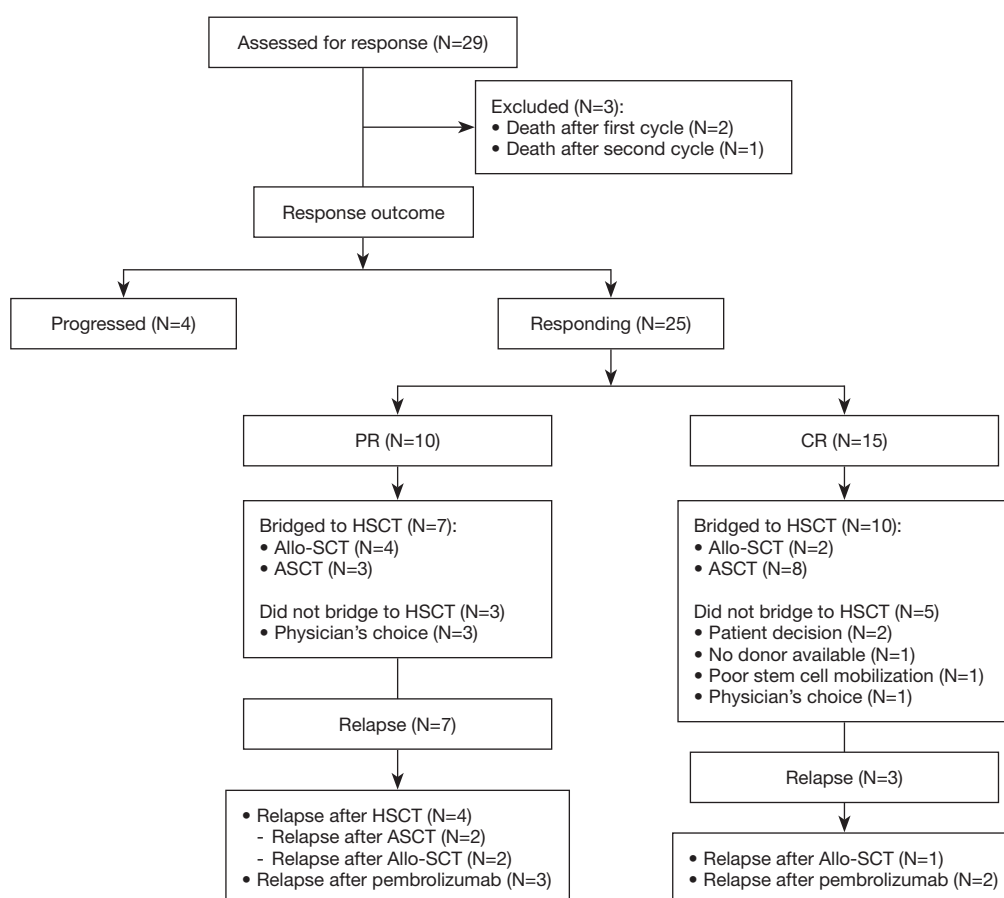 Assessed for response (N=29)
Excluded (N=3):
• Death after first cycle (N=2)
• Death after second cycle (N=1)
Response outcome
Progressed (N=4)
Responding (N=25)
PR (N=10)
CR (N=15)
Bridged to HSCT (N=7):
• Allo-SCT (N=4)
• ASCT (N=3)
Did not bridge to HSCT (N=3)
• Physician’s choice (N=3)
Bridged to HSCT (N=10):
• Allo-SCT (N=2)
• ASCT (N=8)
Did not bridge to HSCT (N=5)
• Patient decision (N=2)
• No donor available (N=1)
• Poor stem cell mobilization (N=1)
• Physician’s choice (N=1)
Relapse (N=7)
Relapse (N=3)
• Relapse after HSCT (N=4)
- Relapse after ASCT (N=2)
- Relapse after Allo-SCT (N=2)
• Relapse after pembrolizumab (N=3)
• Relapse after Allo-SCT (N=1)
• Relapse after pembrolizumab (N=2)